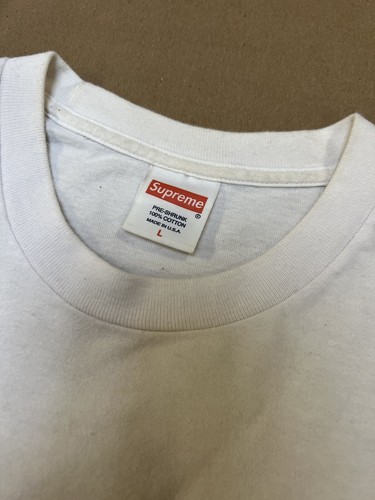 Supreme
®
PRE-SHRUNK
100% COTTON
MADE IN U.S.A.
L